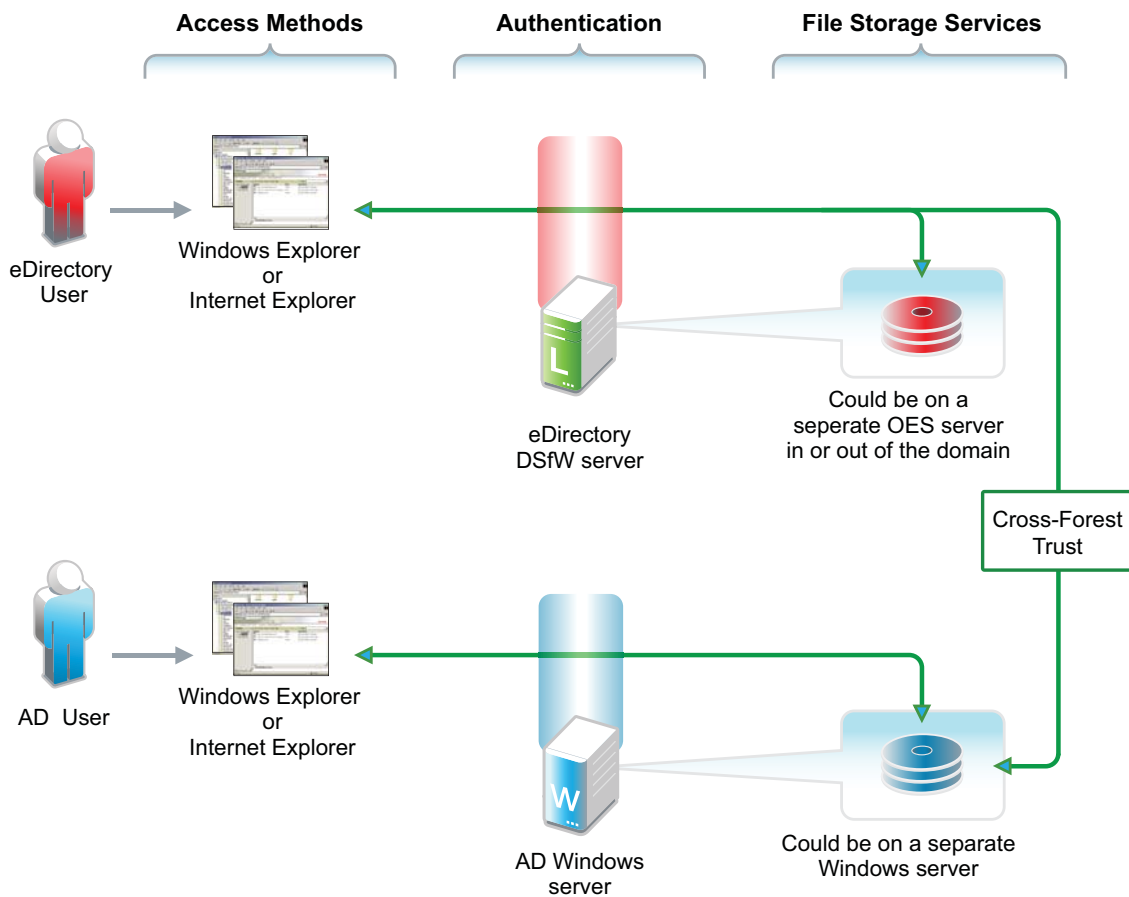 Access Methods
Authentication
File Storage Services
eDirectory
User
Windows Explorer
or
Internet Explorer
L
eDirectory
DSfW server
Could be on a
seperate OES server
in or out of the domain
Cross-Forest
Trust
AD User
Windows Explorer
or
Internet Explorer
W
AD Windows
server
Could be on a separate
Windows server